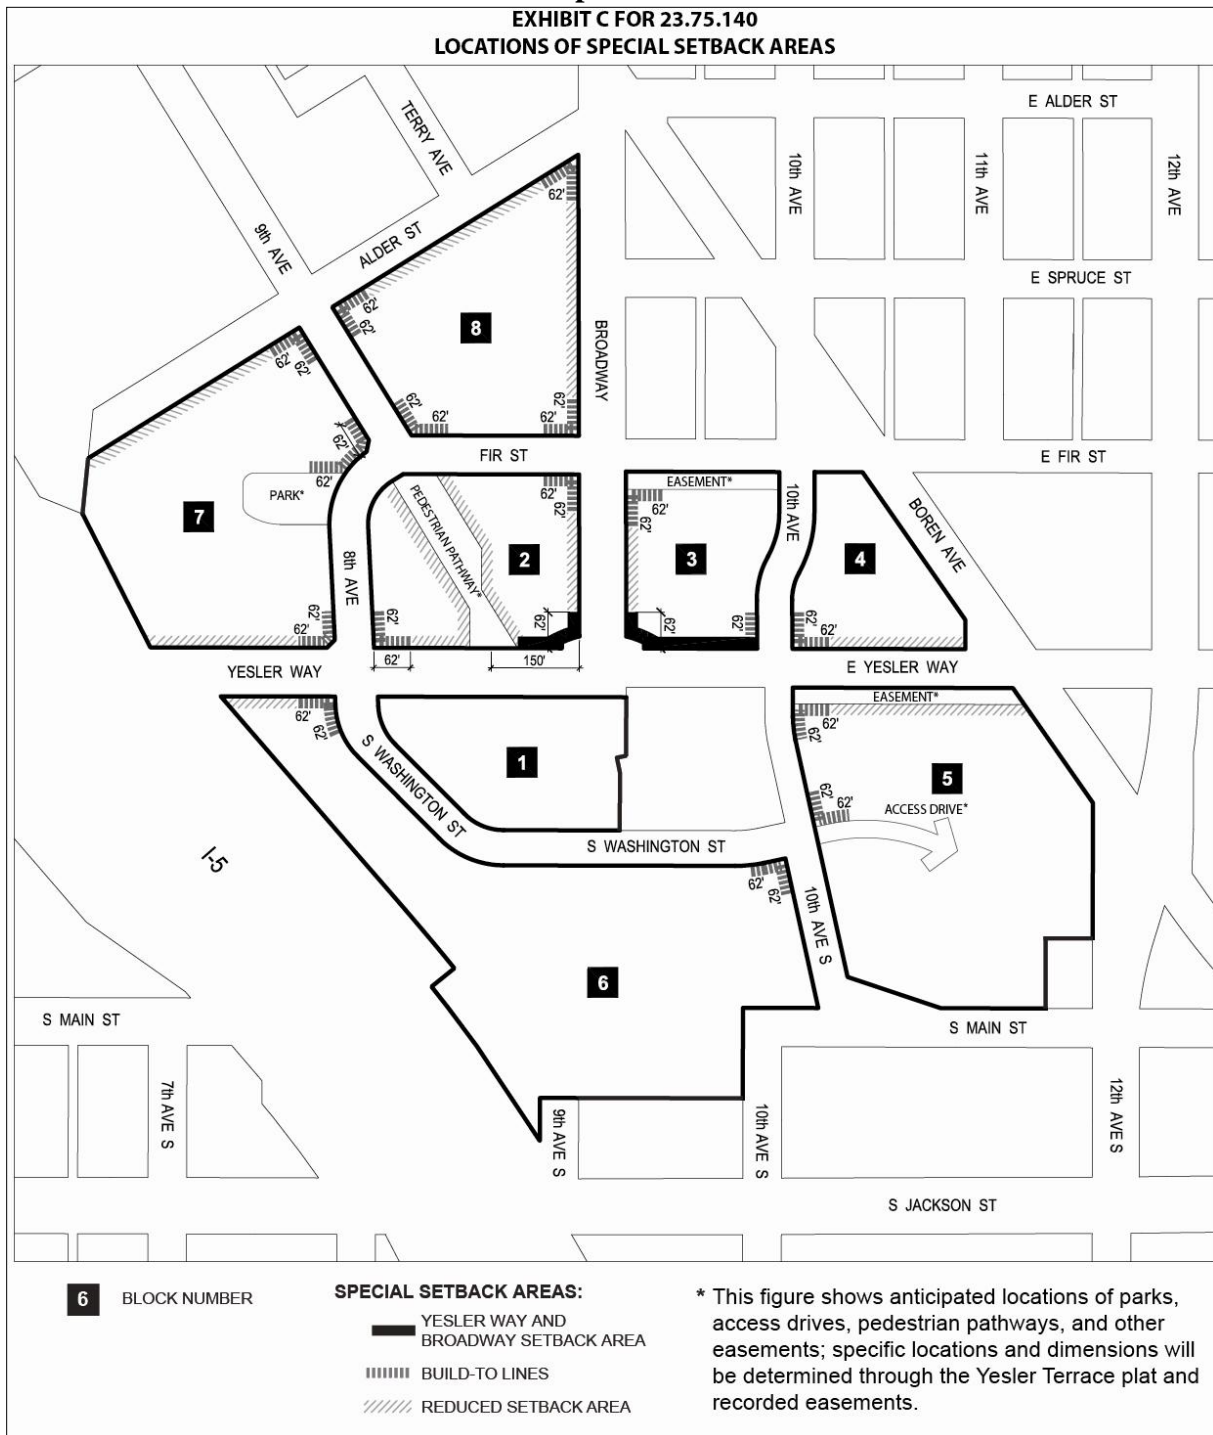 EXHIBIT C FOR 23.75.140
LOCATIONS OF SPECIAL SETBACK AREAS
E ALDER ST
TERRY AVE
10th AVE
11th AVE
12th AVE
62'
9th AVE
ALDER ST
E SPRUCE ST
62'
62'
8
BROADWAY
62'
62'
62'
62'
62'
62'
62'
FIR ST
E FIR ST
62'
62'
PARK*
EASEMENT*
62'
62'
62'
62'
PEDESTRIAN PATHWAY*
10th AVE
BOREN AVE
7
8th AVE
2
3
4
62'
62'
62'
62'
62'
62'
62'
62'
62'
62'
62'
150'
YESLER WAY
E YESLER WAY
EASEMENT*
62'
62'
62'
62'
S WASHINGTON ST
1
5
62'
62'
ACCESS DRIVE*
S WASHINGTON ST
I-5
62'
62'
10th AVE S
6
S MAIN ST
S MAIN ST
7th AVE S
9th AVE S
10th AVE S
12th AVE S
S JACKSON ST
6
BLOCK NUMBER
SPECIAL SETBACK AREAS:
YESLER WAY AND
BROADWAY SETBACK AREA
BUILD-TO LINES
REDUCED SETBACK AREA
* This figure shows anticipated locations of parks,
access drives, pedestrian pathways, and other
easements; specific locations and dimensions will
be determined through the Yesler Terrace plat and
recorded easements.